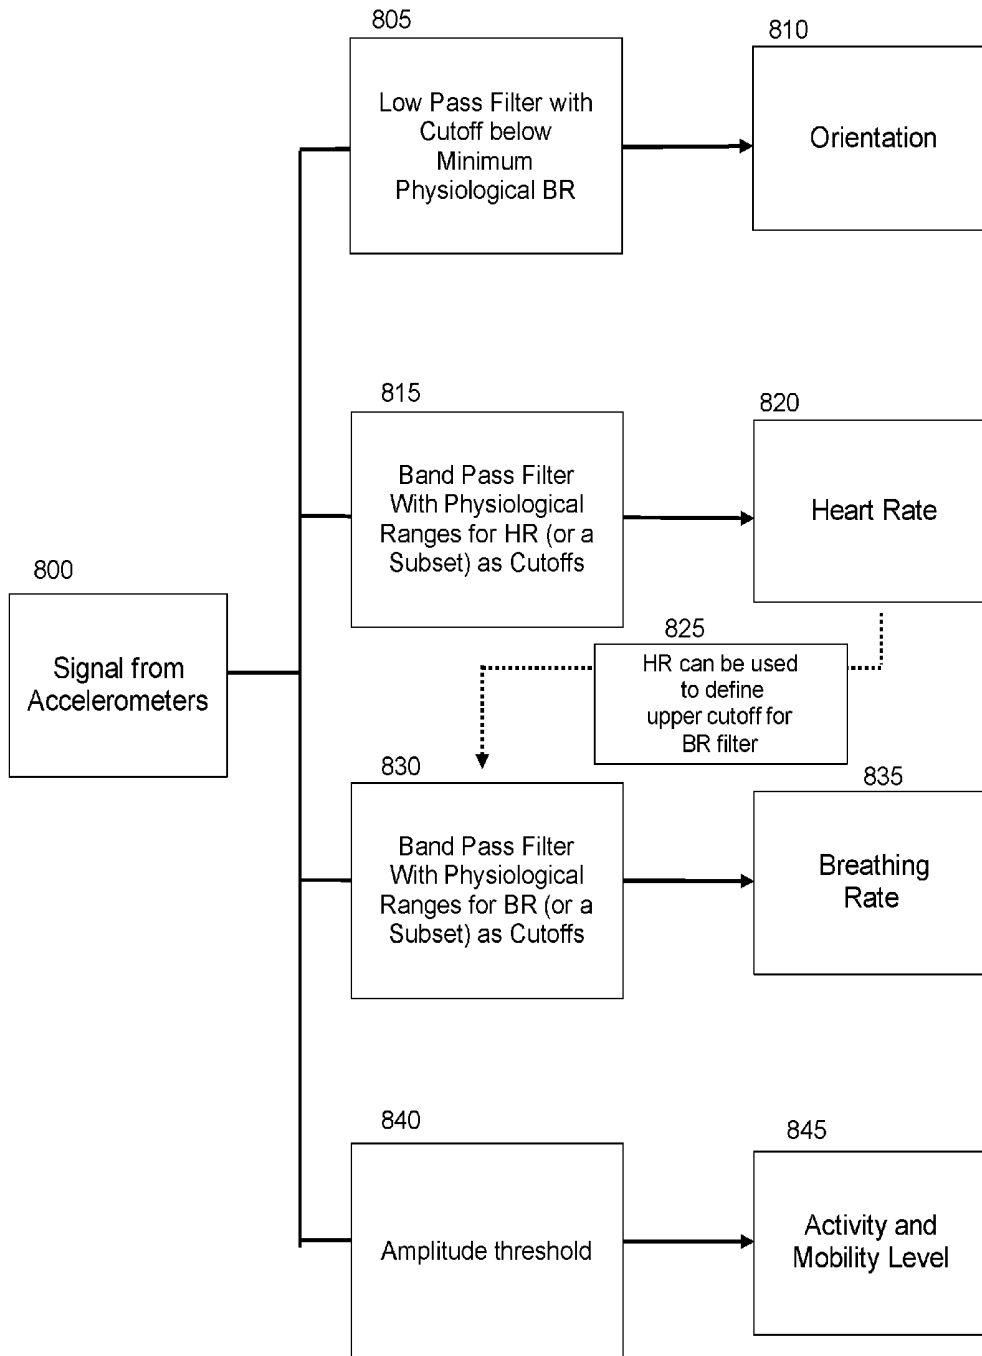 805
Low Pass Filter with
Cutoff below
Minimum
Physiological BR
810
Orientation
815
Band Pass Filter
With Physiological
Ranges for HR (or a
Subset) as Cutoffs
820
Heart Rate
800
Signal from
Accelerometers
825
HR can be used
to define
upper cutoff for
BR filter
830
Band Pass Filter
With Physiological
Ranges for BR (or a
Subset) as Cutoffs
835
Breathing
Rate
840
Amplitude threshold
845
Activity and
Mobility Level